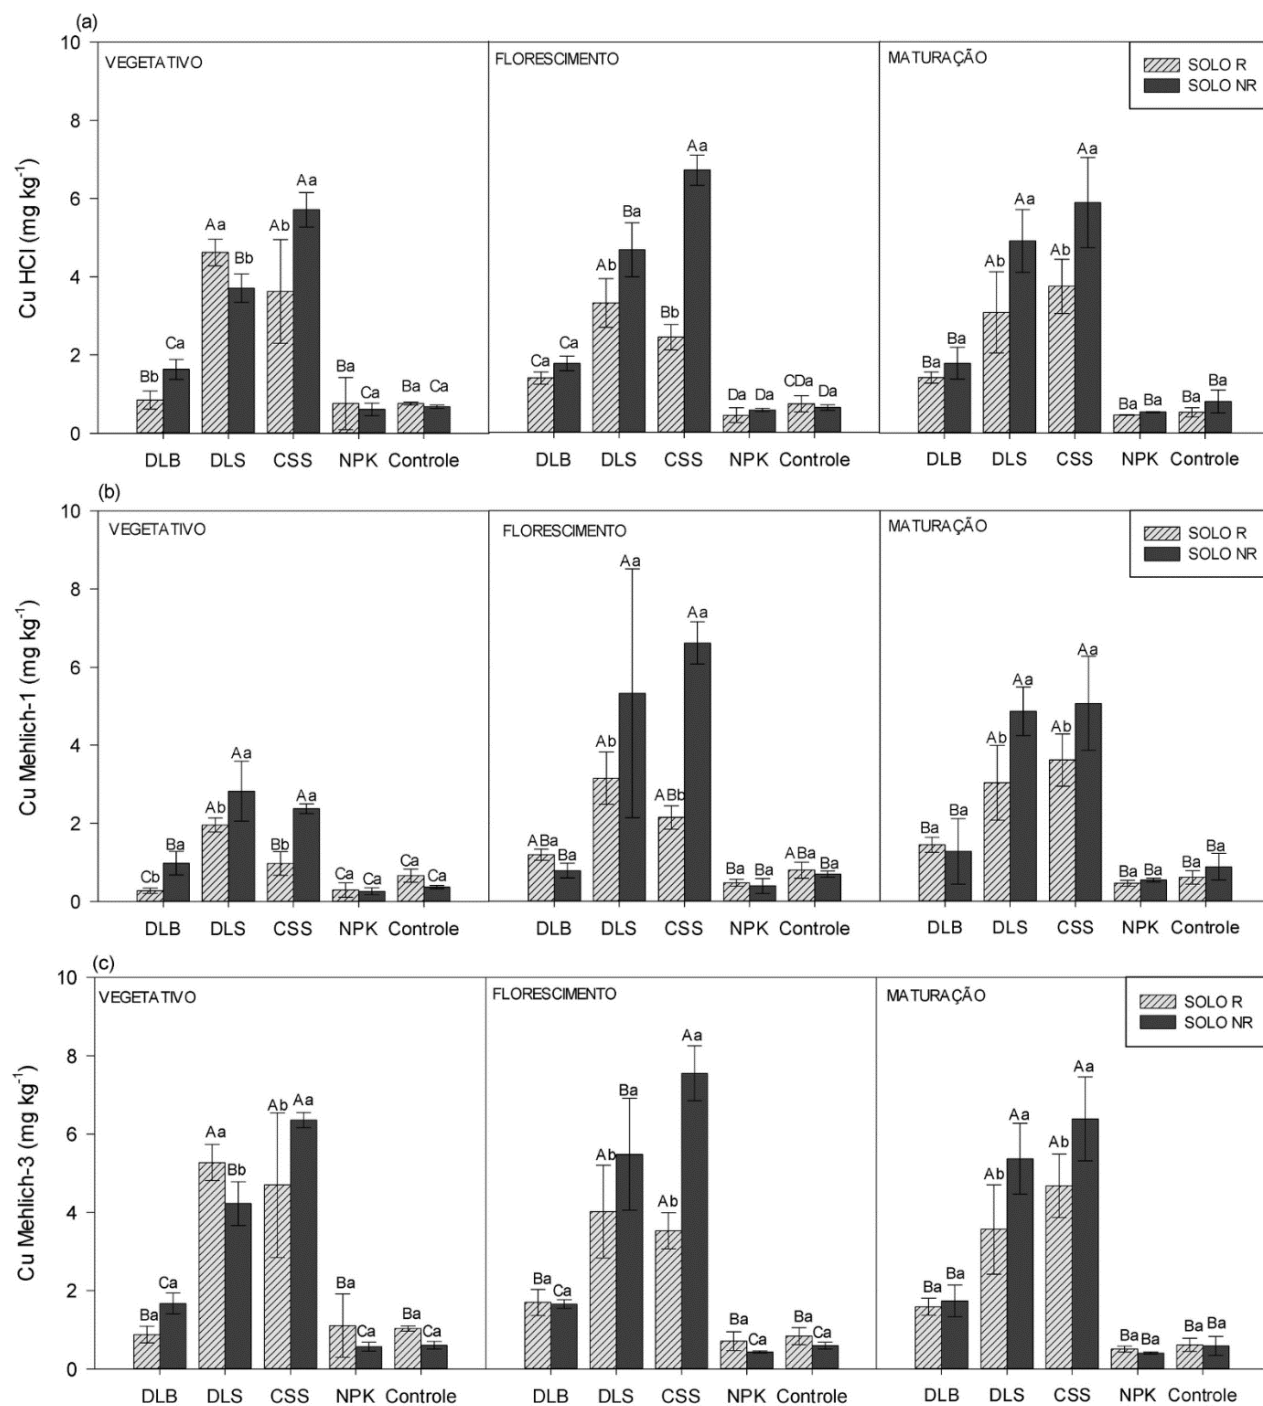 (a)
Cu HCl (mg kg⁻¹)
10
8
6
4
2
0
VEGETATIVO
Bb Ca Aa Bb Ab Aa Ba Ca Ba Ca
DLB DLS CSS NPK Controle
FLORESCIMENTO
Ca Ca Ab Ba Bb Aa Da Da CDa Da
DLB DLS CSS NPK Controle
MATURAÇÃO
SOLO R
SOLO NR
Ba Ba Ab Aa Ab Aa Ba Ba Ba Ba
DLB DLS CSS NPK Controle
(b)
Cu Mehlich-1 (mg kg⁻¹)
10
8
6
4
2
0
VEGETATIVO
Cb Ba Ab Aa Bb Aa Ca Ca Ca Ca
DLB DLS CSS NPK Controle
FLORESCIMENTO
ABa Ba Ab Aa ABb Aa Ba Ba ABa Ba
DLB DLS CSS NPK Controle
MATURAÇÃO
SOLO R
SOLO NR
Ba Ba Ab Aa Ab Aa Ba Ba Ba Ba
DLB DLS CSS NPK Controle
(c)
Cu Mehlich-3 (mg kg⁻¹)
10
8
6
4
2
0
VEGETATIVO
Ba Ca Aa Bb Ab Aa Ba Ca Ba Ca
DLB DLS CSS NPK Controle
FLORESCIMENTO
Ba Ca Ab Ba Ab Aa Ba Ca Ba Ca
DLB DLS CSS NPK Controle
MATURAÇÃO
SOLO R
SOLO NR
Ba Ba Ab Aa Ab Aa Ba Ba Ba Ba
DLB DLS CSS NPK Controle